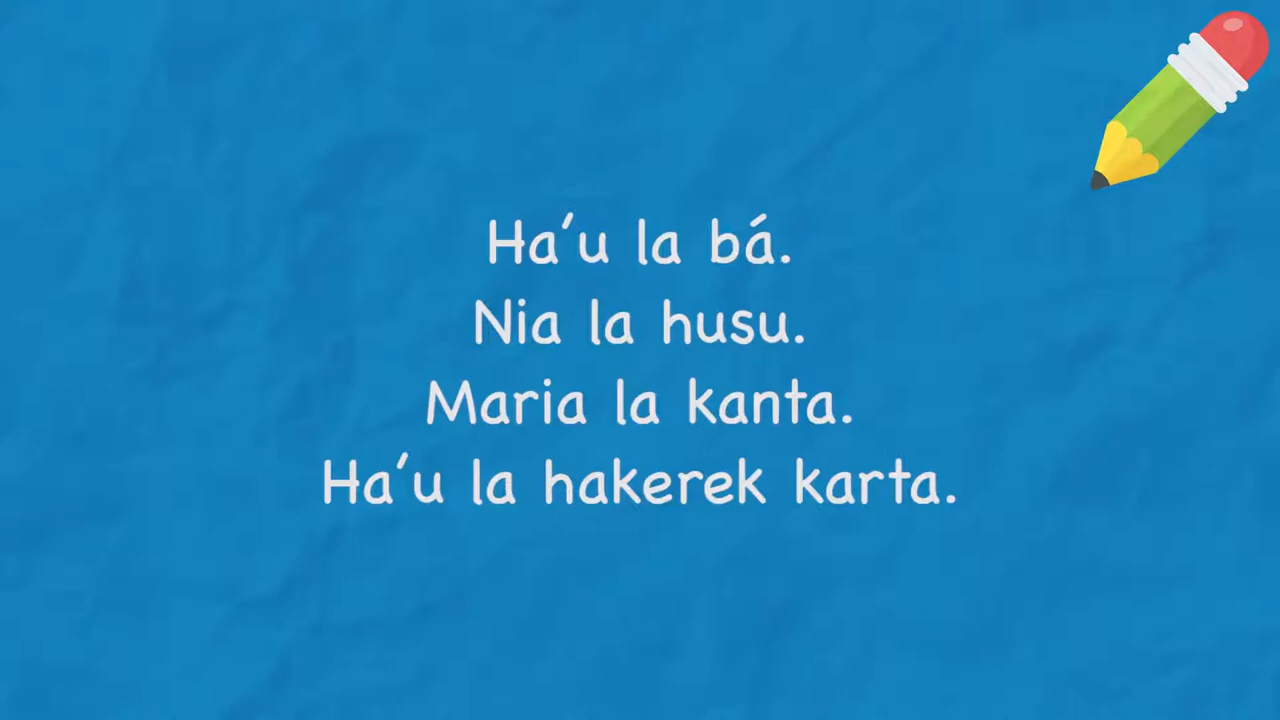 Ha’u la bá.
Nia la husu.
Maria la kanta.
Ha’u la hakerek karta.